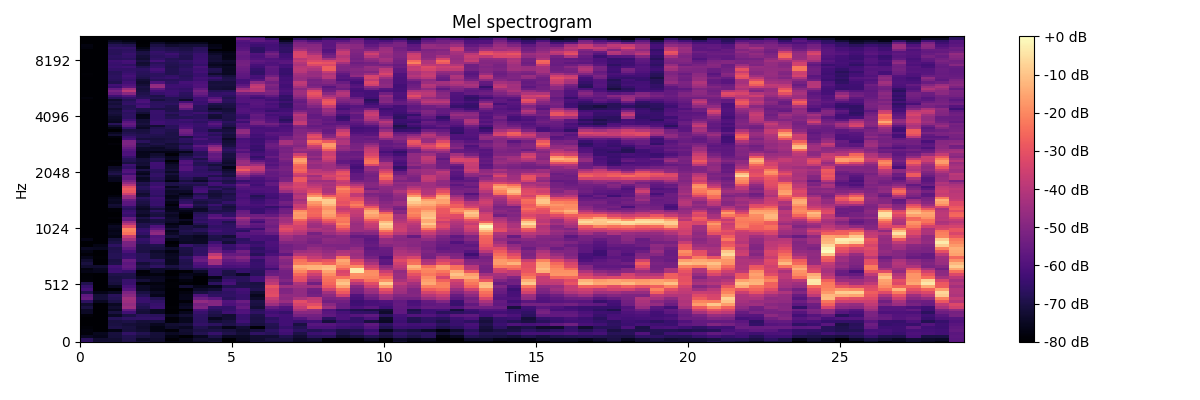 Mel spectrogram
+0 dB
8192
-10 dB
4096
-20 dB
-30 dB
2048
Hz
-40 dB
1024
-50 dB
-60 dB
512
-70 dB
0
-80 dB
0 5 10 15 20 25
Time